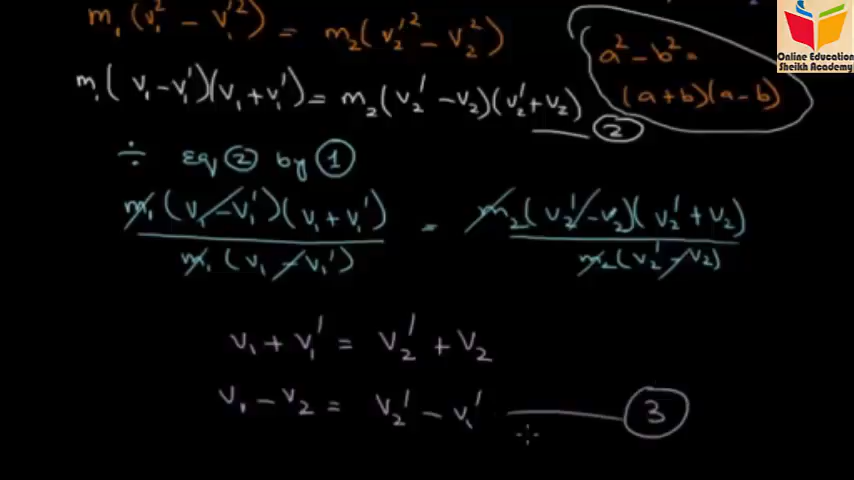 m₁(v₁² - v₁'²) = m₂(v₂'² - v₂²)
a² - b² =
(a+b)(a-b)
m₁(v₁-v₁')(v₁+v₁') = m₂(v₂'-v₂)(v₂'+v₂) ②
÷ Eq ② by ①
m₁(v₁-v₁')(v₁+v₁') / m₁(v₁-v₁') = m₂(v₂'-v₂)(v₂'+v₂) / m₂(v₂'-v₂)
v₁ + v₁' = v₂' + v₂
v₁ - v₂ = v₂' - v₁' ③
Online Education
Sheikh Academy